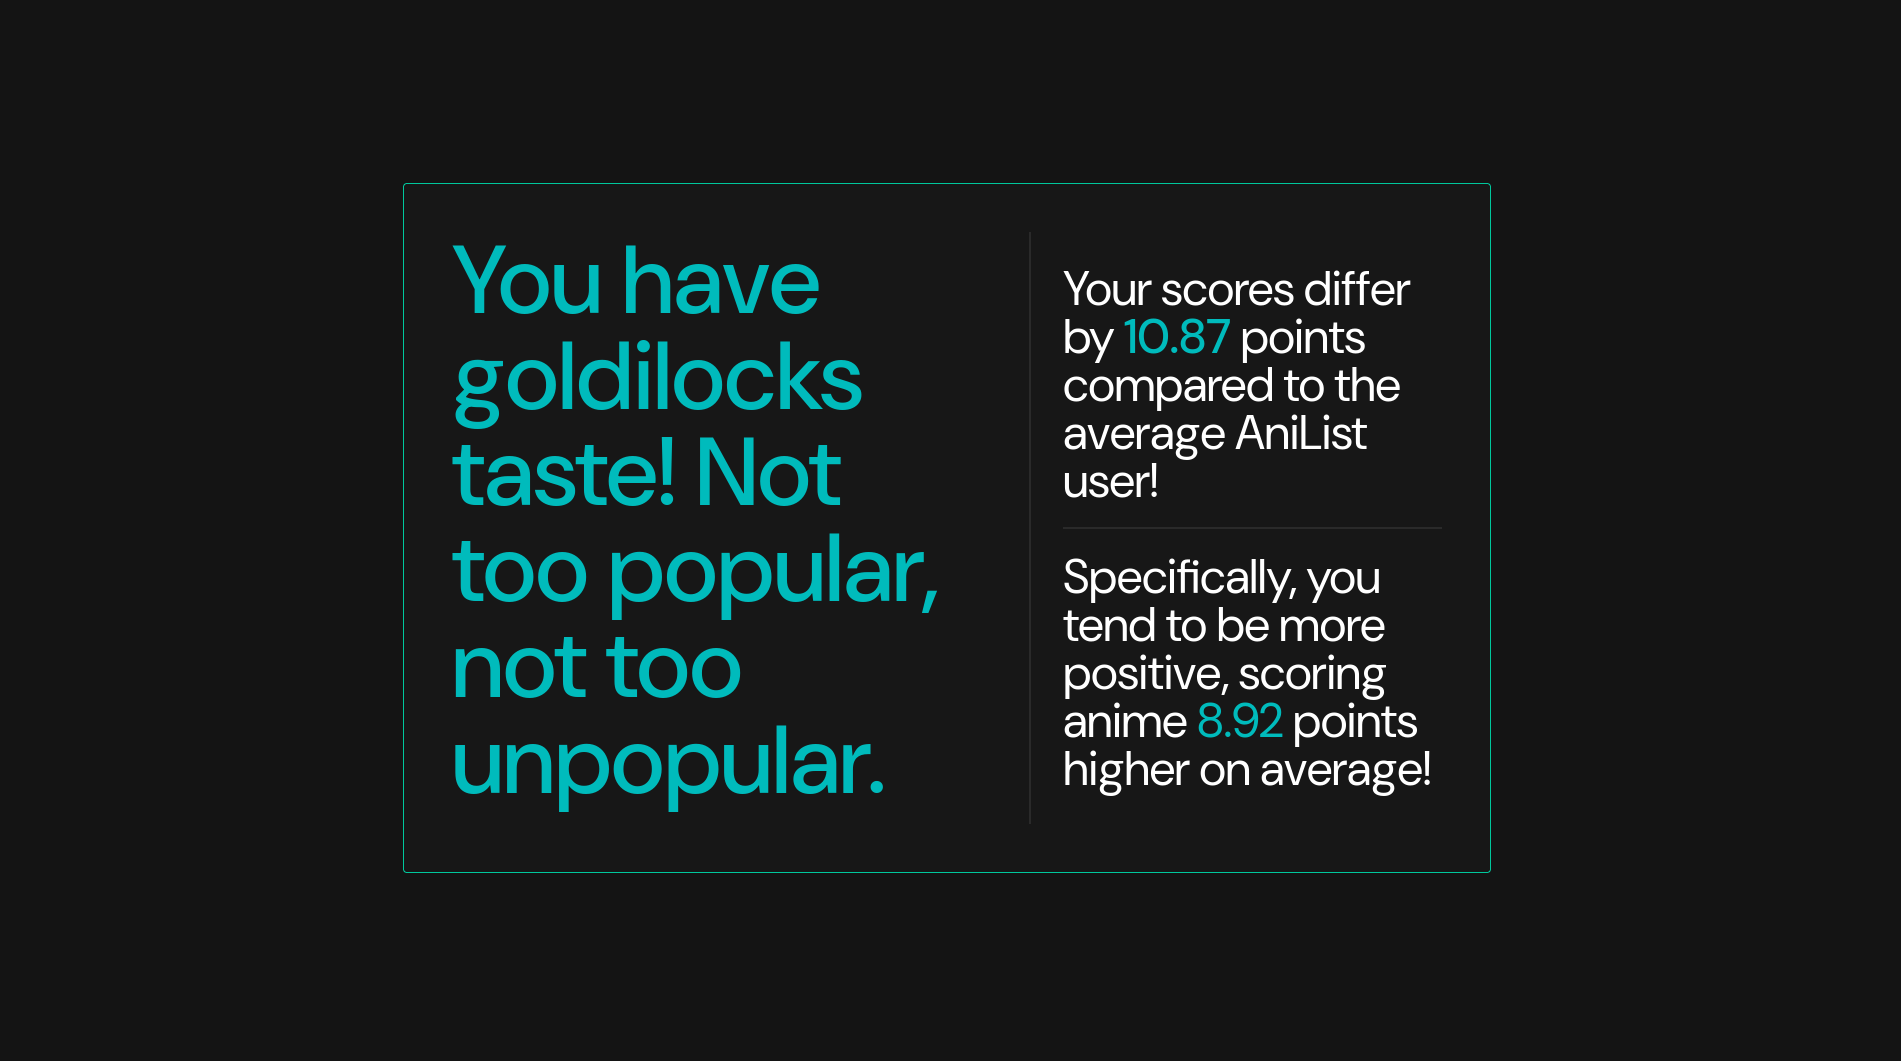 You have
goldilocks
taste! Not
too popular,
not too
unpopular.
Your scores differ
by 10.87 points
compared to the
average AniList
user!
Specifically, you
tend to be more
positive, scoring
anime 8.92 points
higher on average!